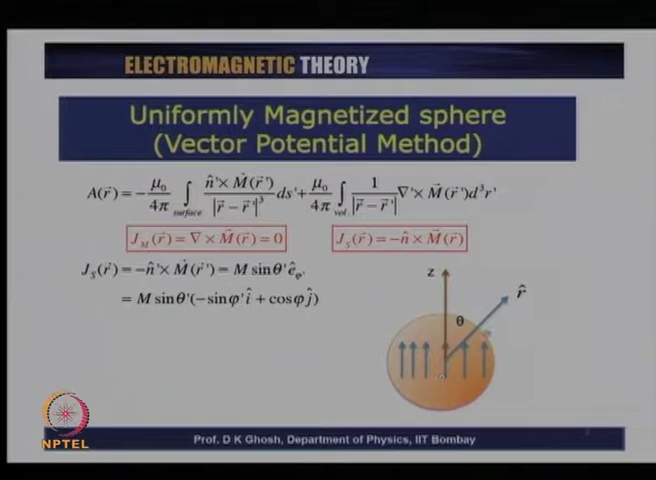 ELECTROMAGNETIC THEORY
Uniformly Magnetized sphere
(Vector Potential Method)
A(r⃗) = −μ₀/4π ∫surface n̂'×M⃗(r⃗')/|r⃗−r⃗'|³ ds' + μ₀/4π ∫vol. 1/|r⃗−r⃗'| ∇'×M⃗(r⃗')d³r'
J_M(r⃗) = ∇×M⃗(r⃗) = 0
J_S(r⃗) = −n̂×M⃗(r⃗)
J_S(r⃗) = −n̂'×M⃗(r⃗') = M sinθ' ê_φ'
= M sinθ'(−sinφ' î + cosφ ĵ)
z
r̂
θ
NPTEL
Prof. D K Ghosh, Department of Physics, IIT Bombay